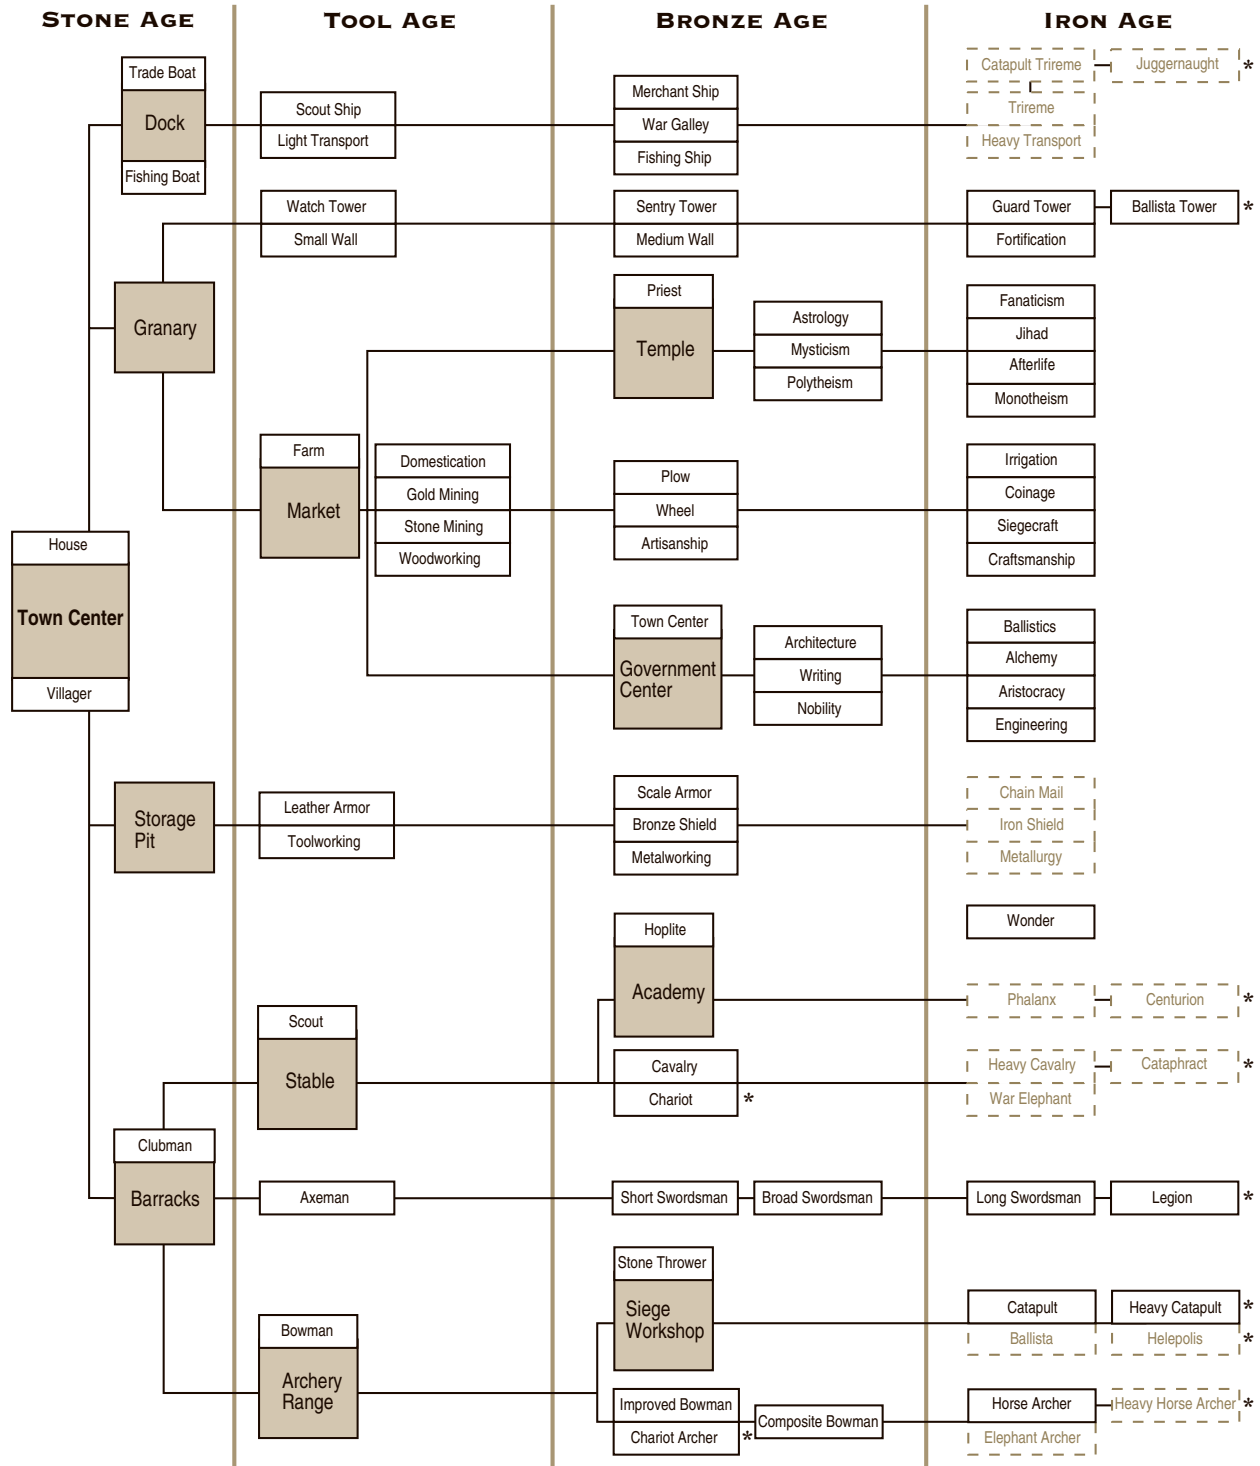 STONE AGE
TOOL AGE
BRONZE AGE
IRON AGE
Trade Boat
Dock
Fishing Boat
Scout Ship
Light Transport
Merchant Ship
War Galley
Fishing Ship
Catapult Trireme
Juggernaught *
Trireme
Heavy Transport
Granary
Watch Tower
Small Wall
Sentry Tower
Medium Wall
Guard Tower
Ballista Tower *
Fortification
Priest
Temple
Astrology
Mysticism
Polytheism
Fanaticism
Jihad
Afterlife
Monotheism
Farm
Market
Domestication
Gold Mining
Stone Mining
Woodworking
Plow
Wheel
Artisanship
Irrigation
Coinage
Siegecraft
Craftsmanship
House
Town Center
Villager
Town Center
Government
Center
Architecture
Writing
Nobility
Ballistics
Alchemy
Aristocracy
Engineering
Storage
Pit
Leather Armor
Toolworking
Scale Armor
Bronze Shield
Metalworking
Chain Mail
Iron Shield
Metallurgy
Wonder
Hoplite
Academy
Phalanx
Centurion *
Scout
Stable
Cavalry
Chariot *
Heavy Cavalry
Cataphract *
War Elephant
Clubman
Barracks
Axeman
Short Swordsman
Broad Swordsman
Long Swordsman
Legion *
Stone Thrower
Siege
Workshop
Catapult
Heavy Catapult *
Ballista
Helepolis *
Bowman
Archery
Range
Improved Bowman
Chariot Archer *
Composite Bowman
Horse Archer
Heavy Horse Archer *
Elephant Archer